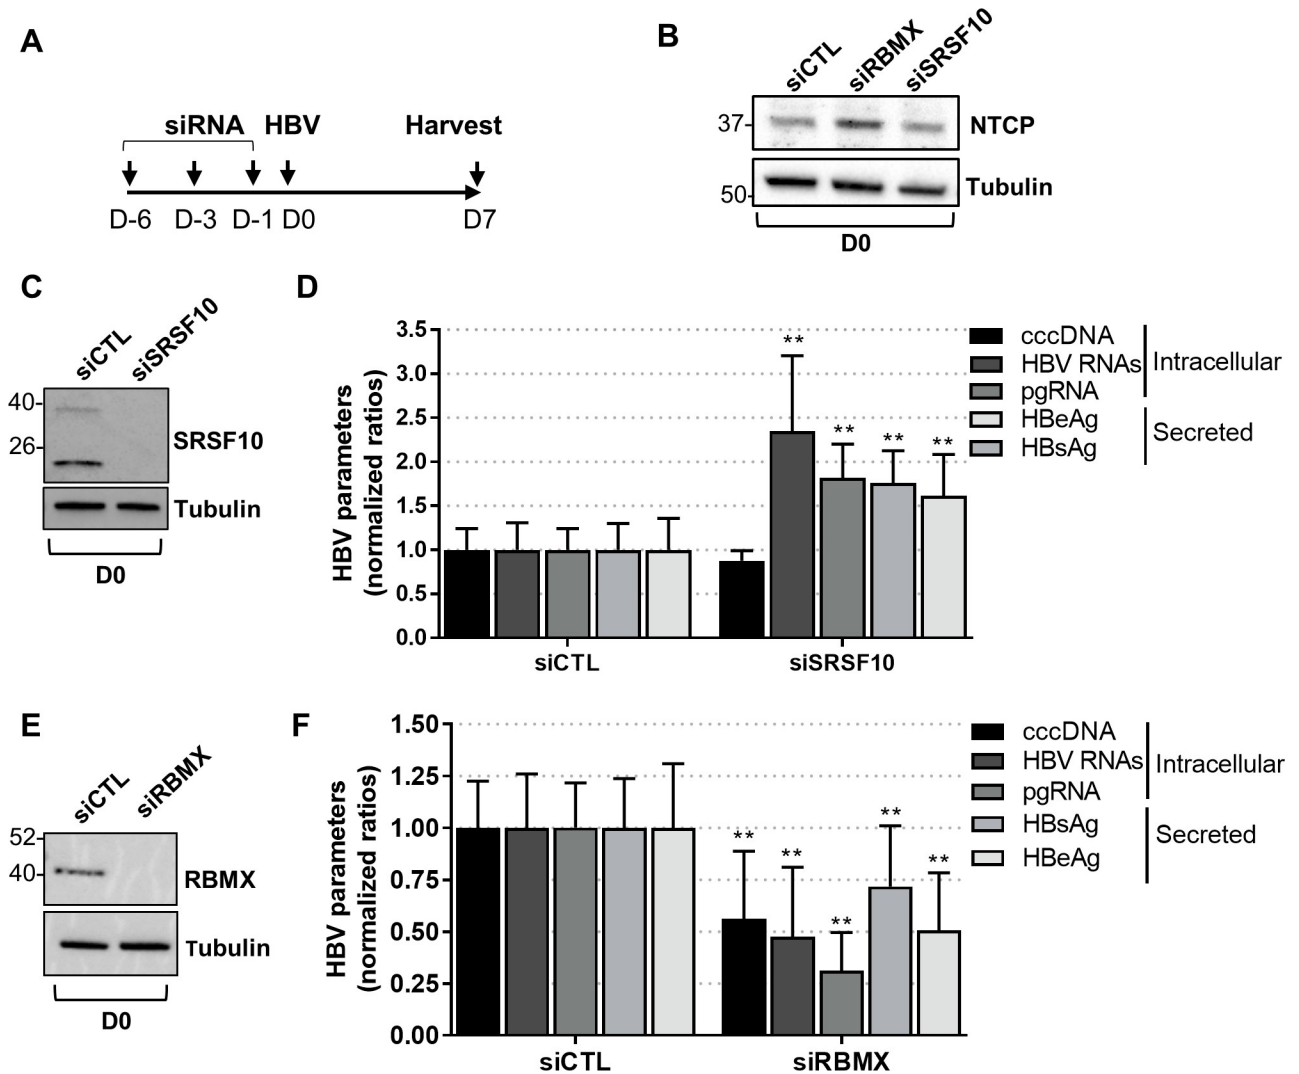 A
siRNA HBV Harvest
D-6 D-3 D-1 D0 D7
B
siCTL siRBMX siSRSF10
37- NTCP
50- Tubulin
D0
C
siCTL siSRSF10
40-
26-
SRSF10
Tubulin
D0
D
HBV parameters
(normalized ratios)
3.5
3.0
2.5
2.0
1.5
1.0
0.5
0.0
** ** ** **
siCTL siSRSF10
cccDNA
HBV RNAs
pgRNA
Intracellular
HBeAg
HBsAg
Secreted
E
siCTL siRBMX
52-
40-
RBMX
Tubulin
D0
F
HBV parameters
(normalized ratios)
1.50
1.25
1.00
0.75
0.50
0.25
0.00
** ** ** ** **
siCTL siRBMX
cccDNA
HBV RNAs
pgRNA
Intracellular
HBsAg
HBeAg
Secreted